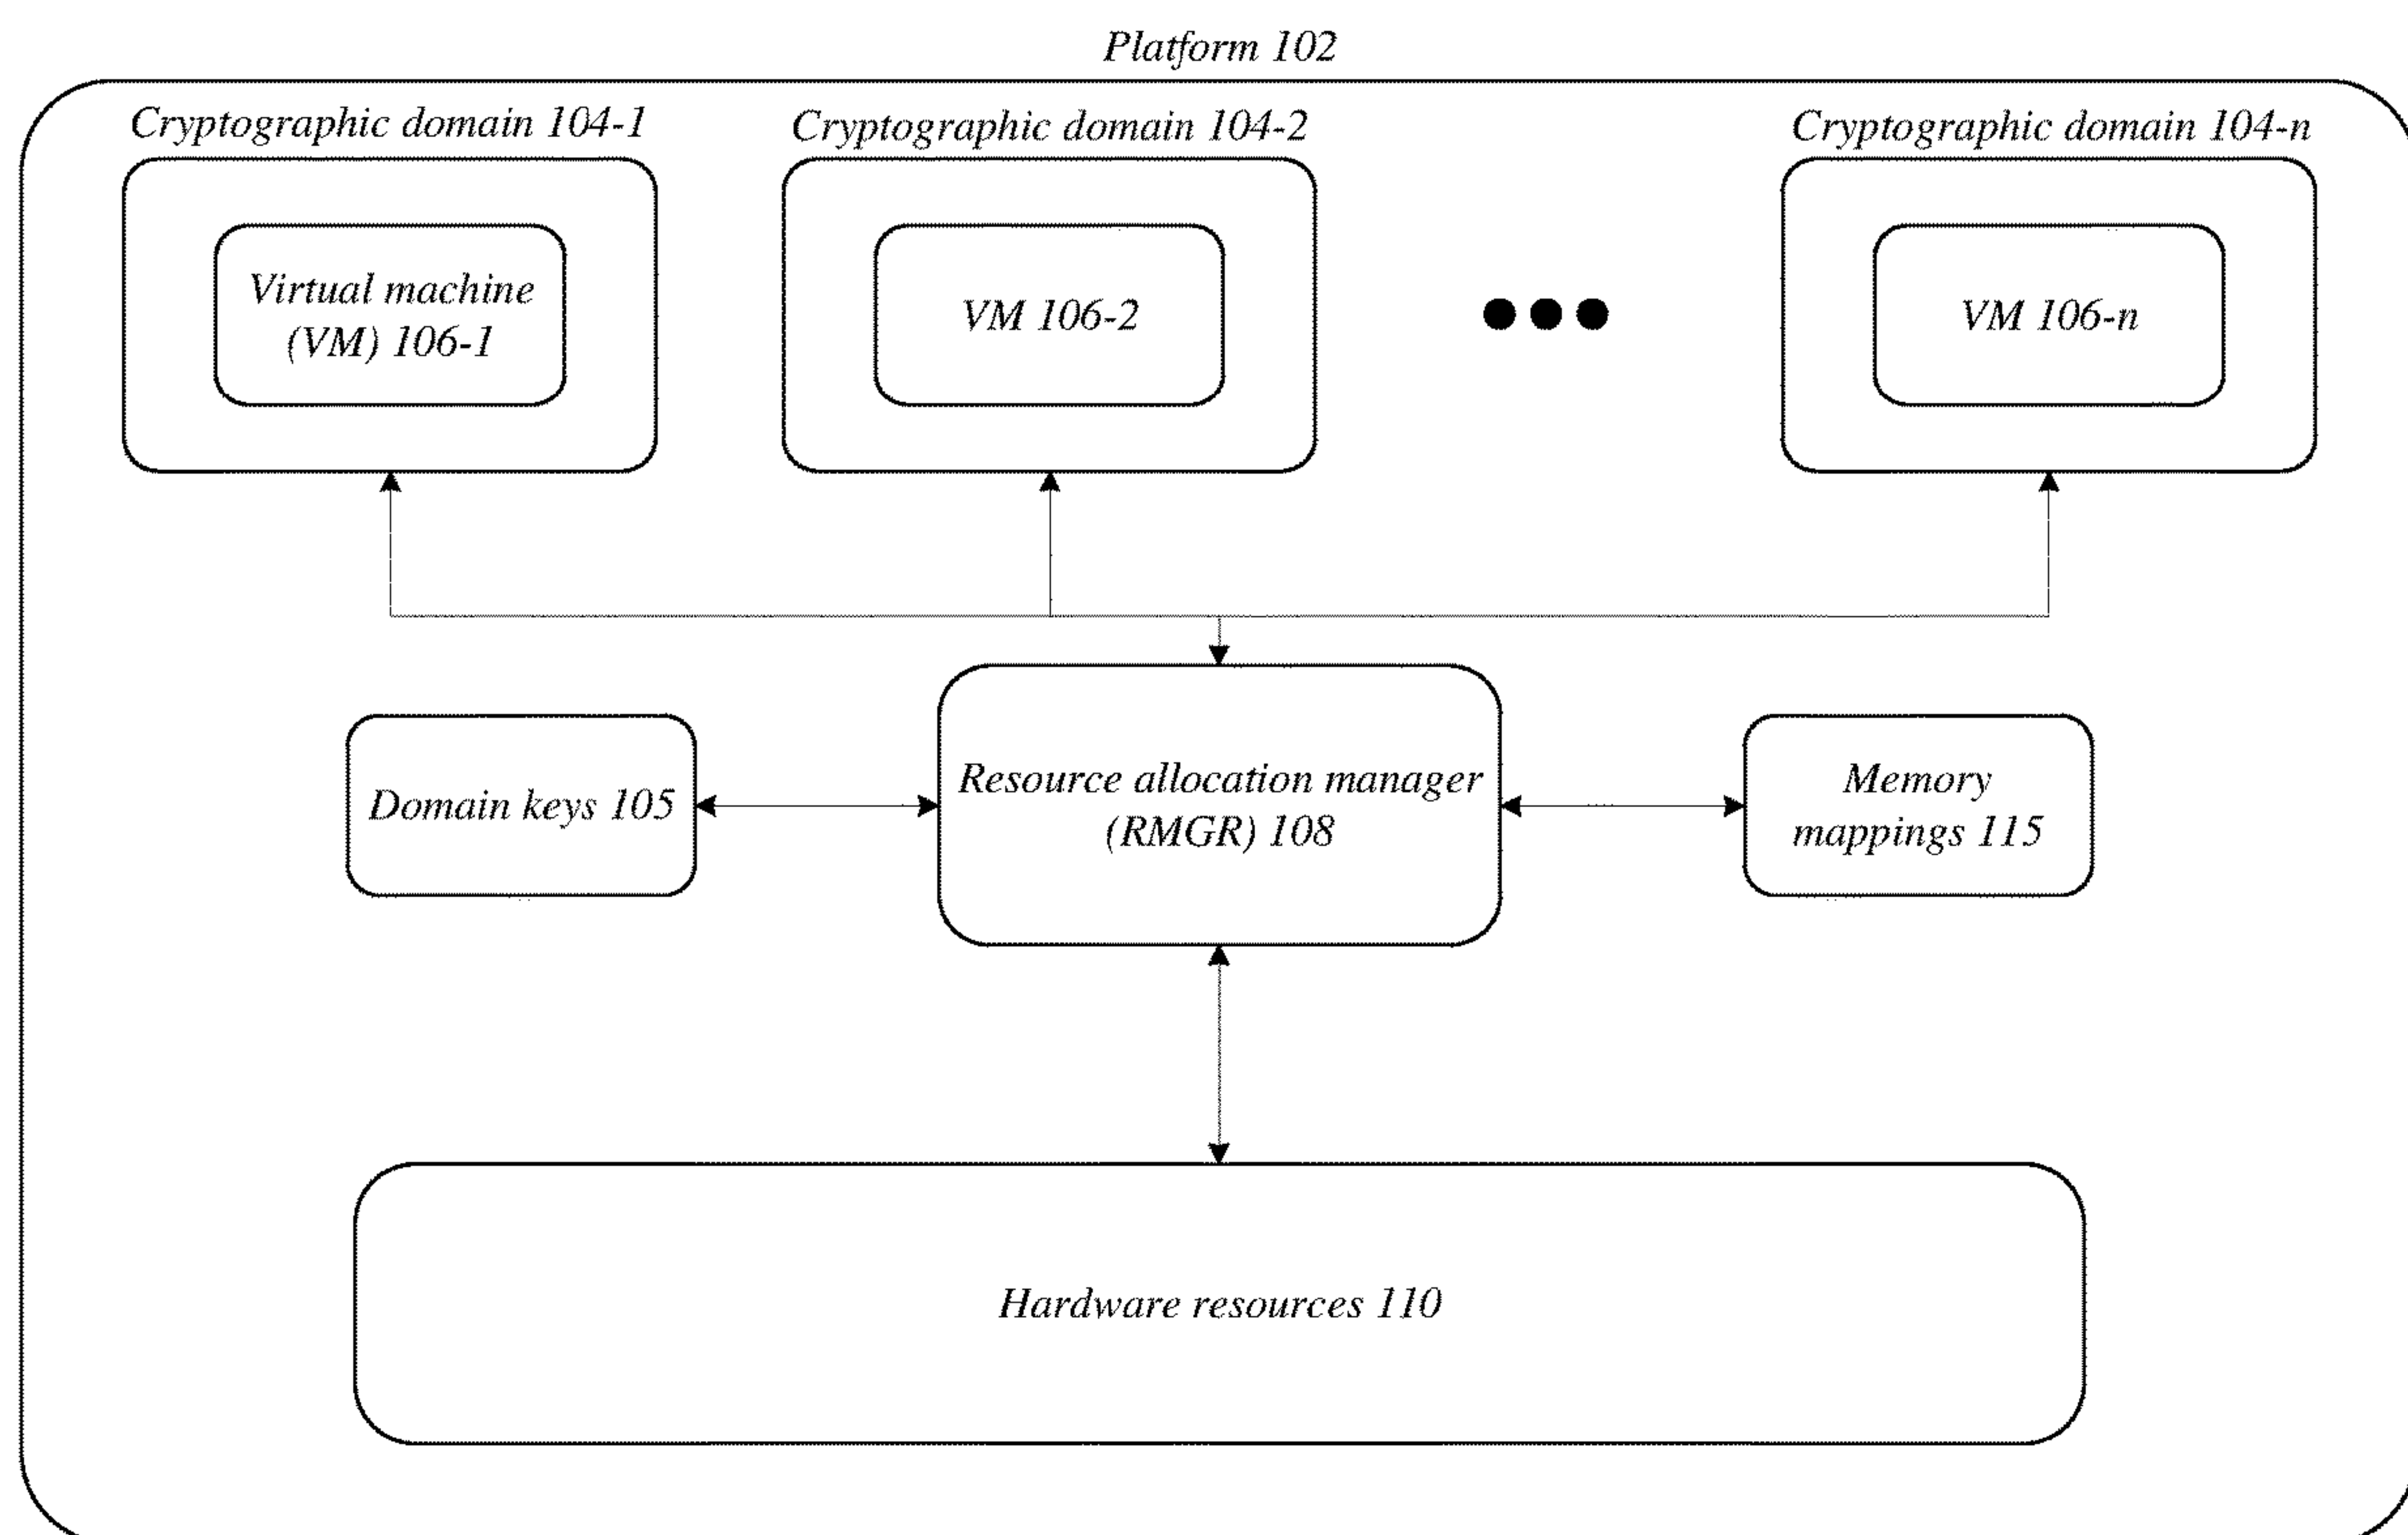 Platform 102
Cryptographic domain 104-1
Cryptographic domain 104-2
Cryptographic domain 104-n
Virtual machine
(VM) 106-1
VM 106-2
VM 106-n
Domain keys 105
Resource allocation manager
(RMGR) 108
Memory
mappings 115
Hardware resources 110